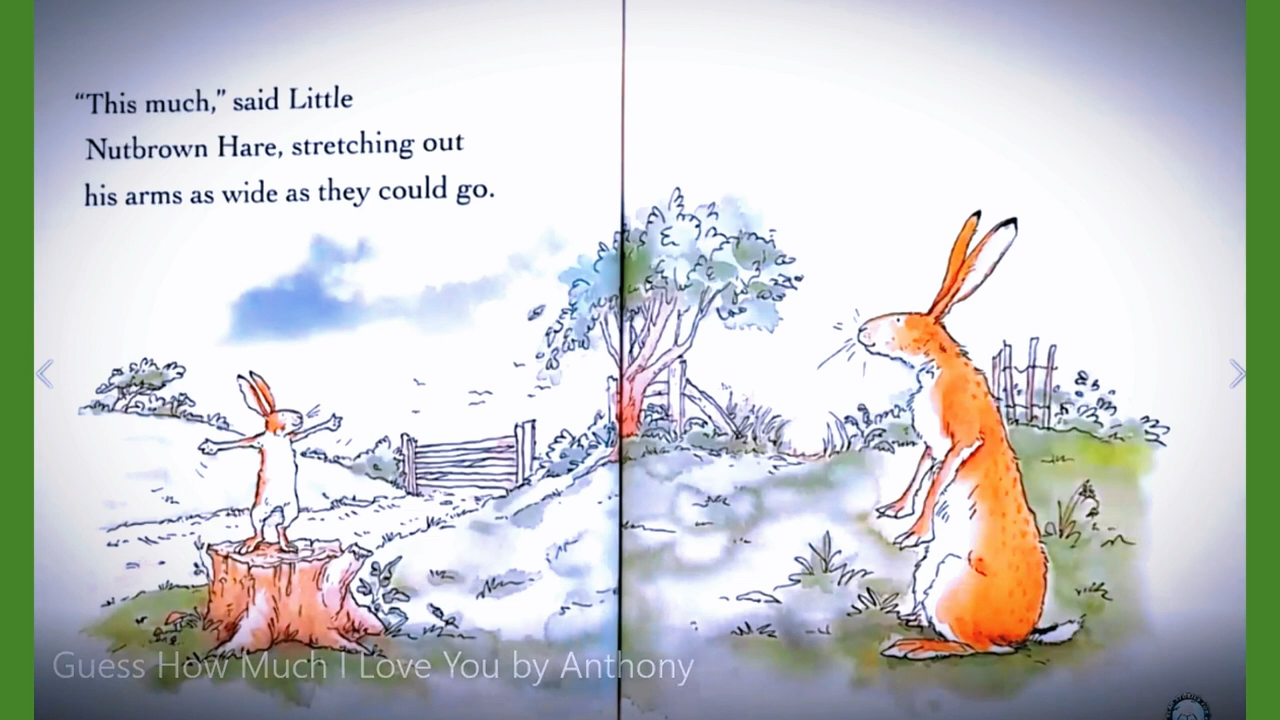 “This much,” said Little
Nutbrown Hare, stretching out
his arms as wide as they could go.
Guess How Much I Love You by Anthony